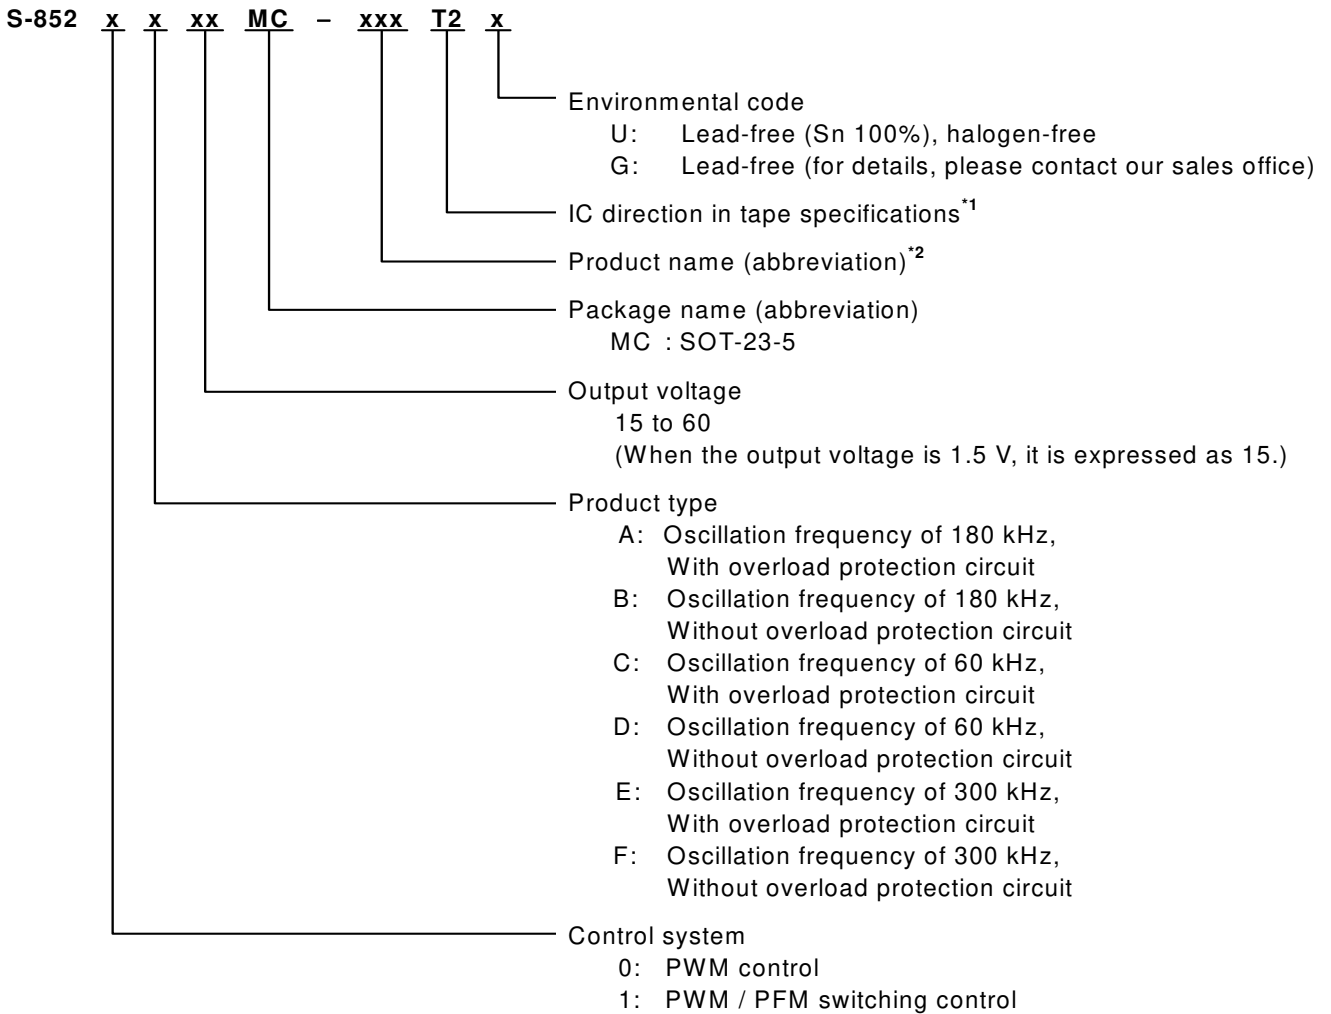 S-852 x x xx MC – xxx T2 x
Environmental code
U: Lead-free (Sn 100%), halogen-free
G: Lead-free (for details, please contact our sales office)
IC direction in tape specifications*1
Product name (abbreviation)*2
Package name (abbreviation)
MC : SOT-23-5
Output voltage
15 to 60
(When the output voltage is 1.5 V, it is expressed as 15.)
Product type
A: Oscillation frequency of 180 kHz,
With overload protection circuit
B: Oscillation frequency of 180 kHz,
Without overload protection circuit
C: Oscillation frequency of 60 kHz,
With overload protection circuit
D: Oscillation frequency of 60 kHz,
Without overload protection circuit
E: Oscillation frequency of 300 kHz,
With overload protection circuit
F: Oscillation frequency of 300 kHz,
Without overload protection circuit
Control system
0: PWM control
1: PWM / PFM switching control